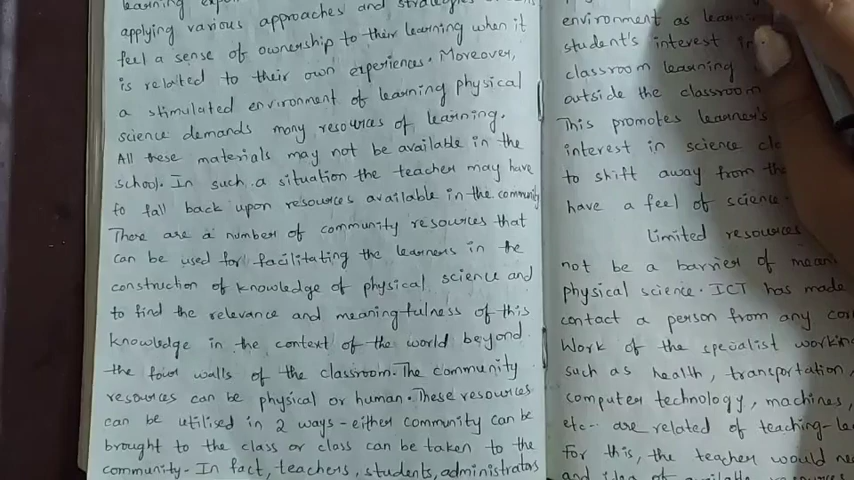 learning
applying various approaches and
feel a sense of ownership to their learning when it
is related to their own experiences. Moreover,
a stimulated environment of learning physical
science demands many resources of learning.
All these materials may not be available in the
school. In such a situation the teacher may have
to fall back upon resources available in the community
There are a number of community resources that
can be used for facilitating the learners in the
construction of knowledge of physical science and
to find the relevance and meaningfulness of this
knowledge in the context of the world beyond
the four walls of the classroom. The community
resources can be physical or human. These resources
can be utilised in 2 ways - either community can be
brought to the class or class can be taken to the
community - In fact, teachers, students, administrators
environment as
student's interest in
classroom learning
outside the classroom
This promotes learner's
interest in science
to shift away from the
have a feel of science.
Limited resources
not be a barrier of
physical science. ICT has made
contact a person from any
Work of the specialist
such as health, transportation,
computer technology, machines,
etc.. are related of
For this, the teacher would
and idea of